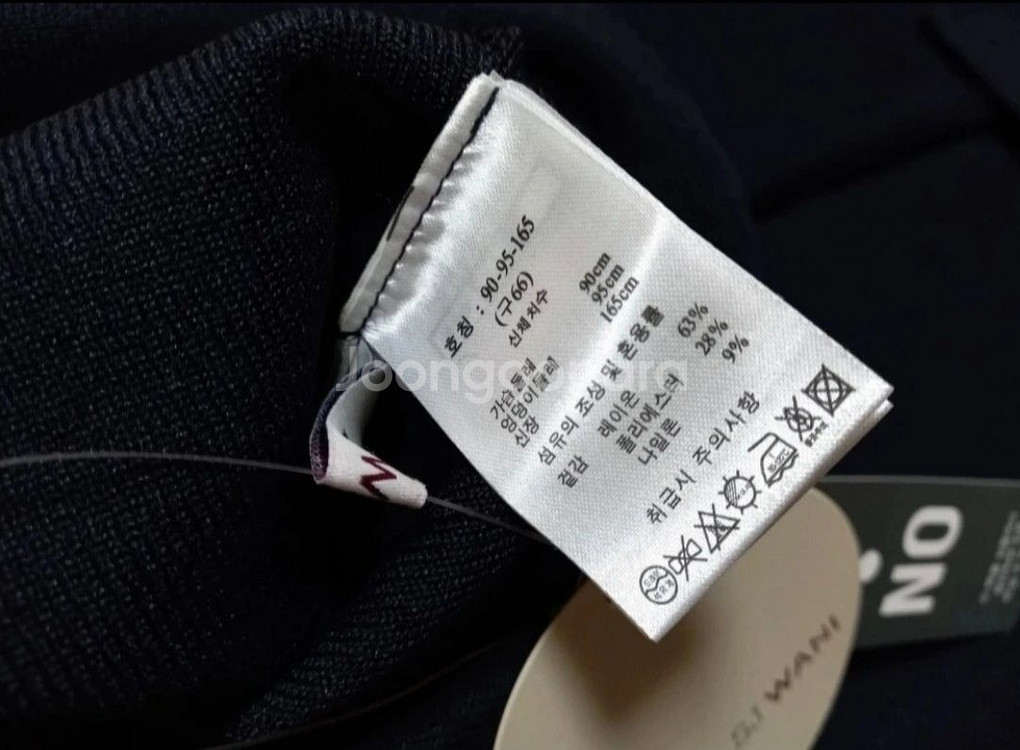 호칭 : 90-95-165
(구66)
신체치수
가슴둘레 90cm
엉덩이둘레 95cm
신장 165cm
섬유의 조성 및 혼용률
겉감 레이온 63%
폴리에스터 28%
나일론 9%
취급시 주의사항
Joonggonara
W
NO
BJ WANI